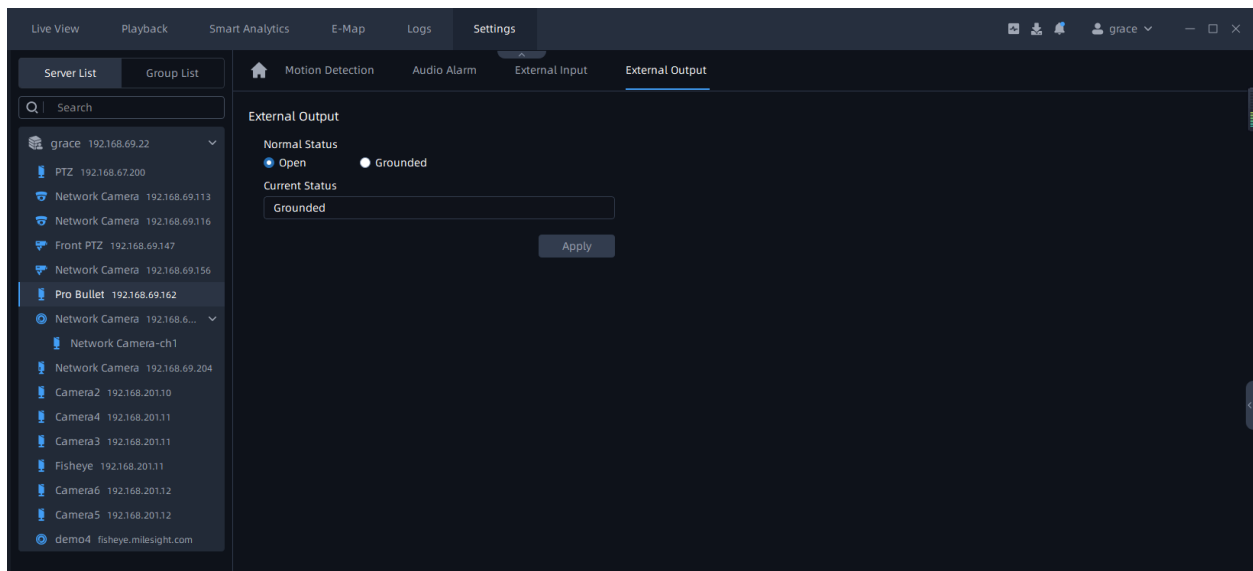 Live View Playback Smart Analytics E-Map Logs Settings grace
Server List Group List
Motion Detection Audio Alarm External Input External Output
Search
External Output
grace 192.168.69.22
Normal Status
Open Grounded
PTZ 192.168.67.200
Current Status
Network Camera 192.168.69.113
Grounded
Network Camera 192.168.69.116
Front PTZ 192.168.69.147
Apply
Network Camera 192.168.69.156
Pro Bullet 192.168.69.162
Network Camera 192.168.6...
Network Camera-ch1
Network Camera 192.168.69.204
Camera2 192.168.201.10
Camera4 192.168.201.11
Camera3 192.168.201.11
Fisheye 192.168.201.11
Camera6 192.168.201.12
Camera5 192.168.201.12
demo4 fisheye.milesight.com